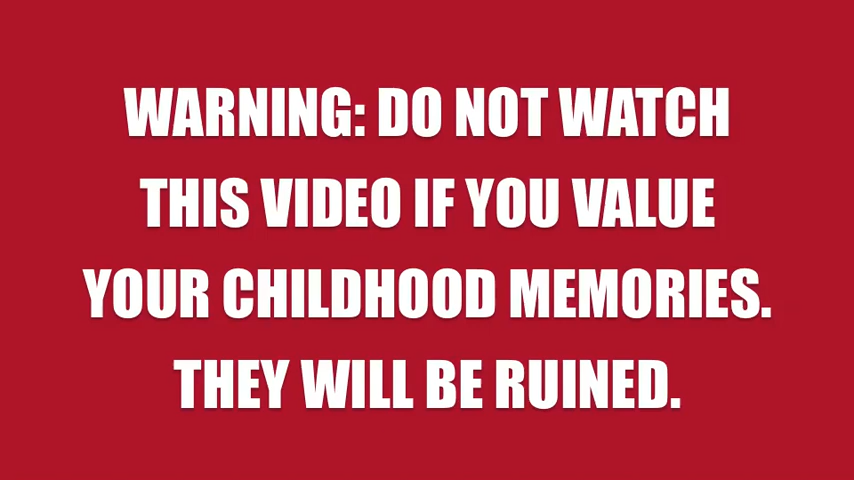 WARNING: DO NOT WATCH
THIS VIDEO IF YOU VALUE
YOUR CHILDHOOD MEMORIES.
THEY WILL BE RUINED.